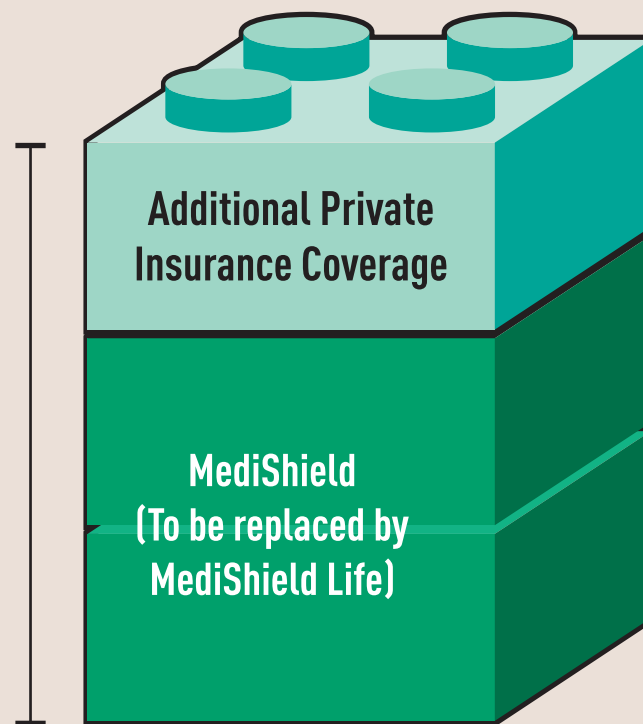 Additional Private
Insurance Coverage
MediShield
(To be replaced by
MediShield Life)